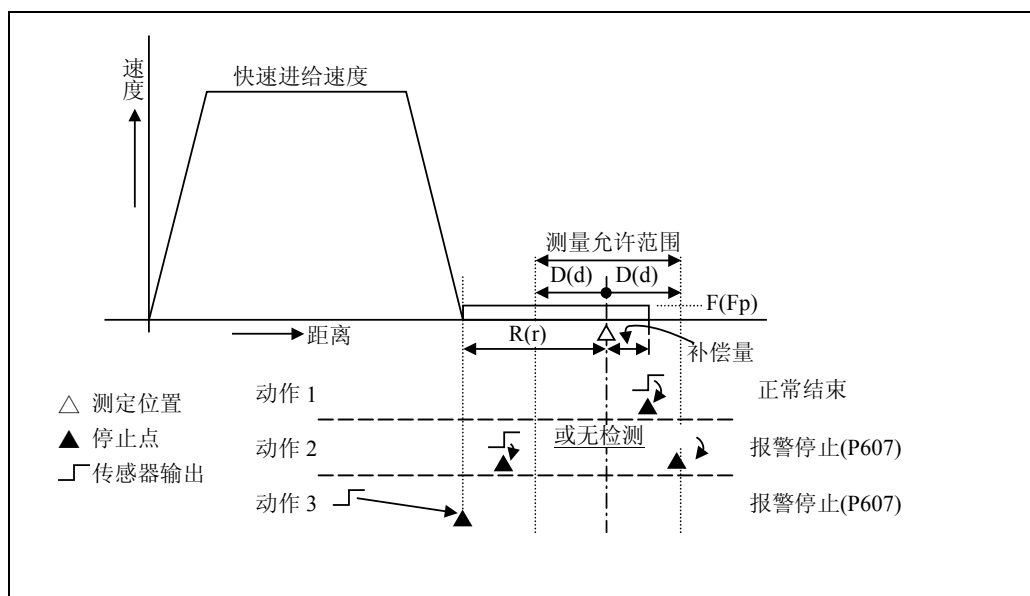 速度
快速进给速度
测量允许范围
D(d) D(d)
F(Fp)
距离
R(r)
补偿量
动作 1
正常结束
测定位置
停止点
传感器输出
动作 2
或无检测
报警停止(P607)
动作 3
报警停止(P607)